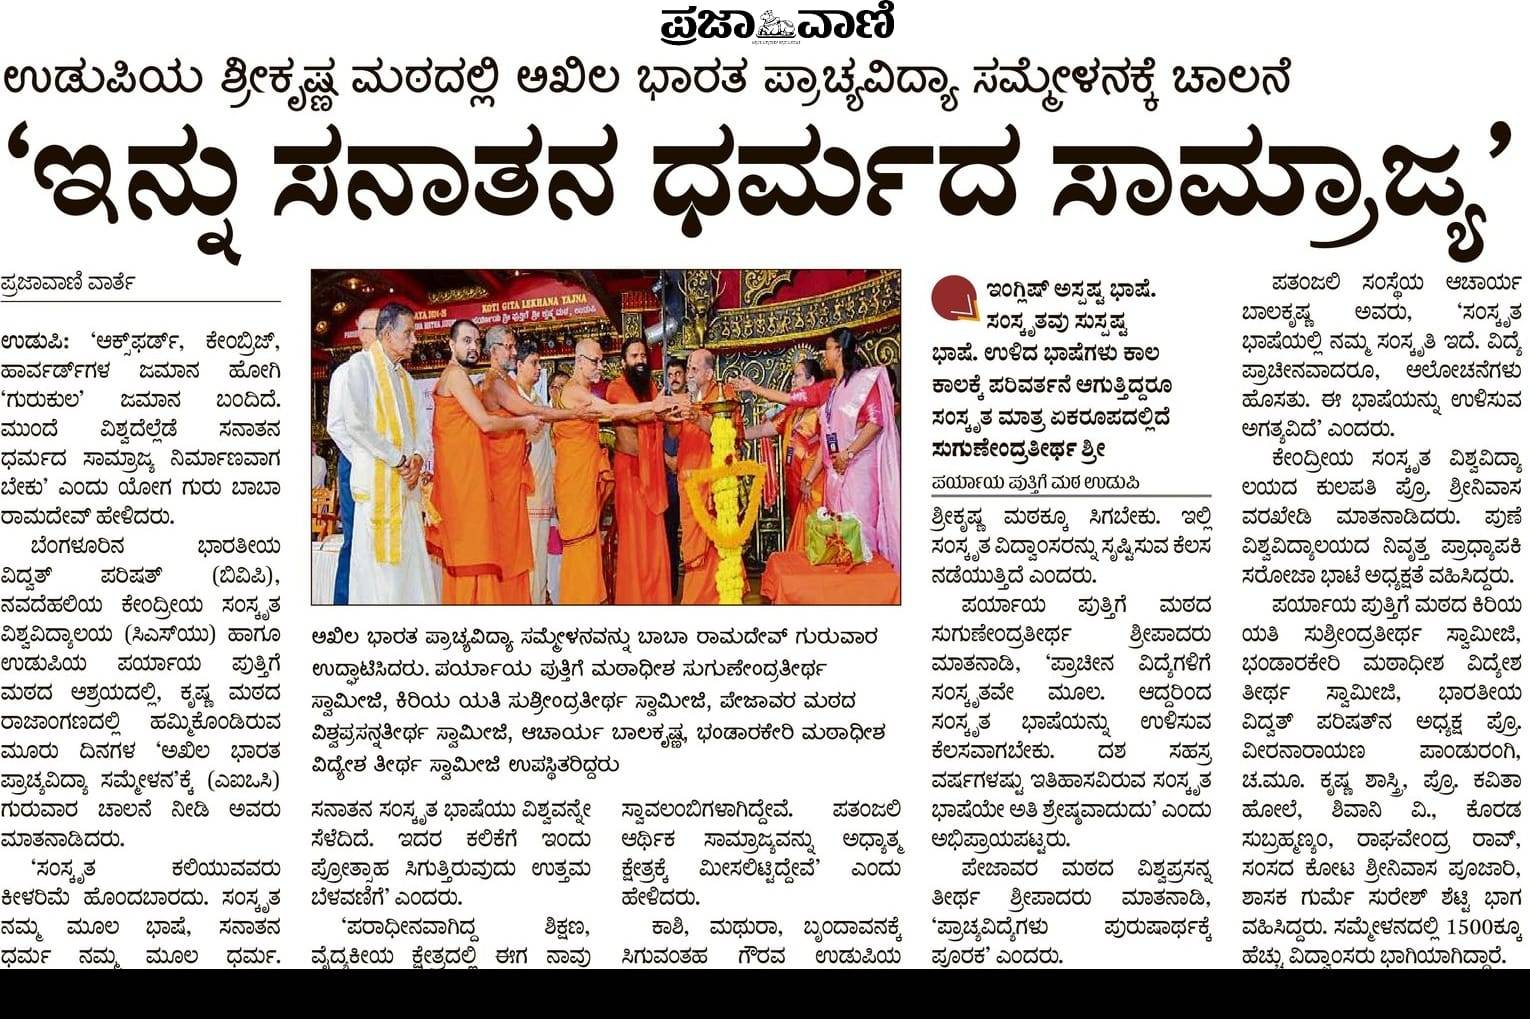 ಪ್ರಜಾವಾಣಿ
ಉಡುಪಿಯ ಶ್ರೀಕೃಷ್ಣ ಮಠದಲ್ಲಿ ಅಖಿಲ ಭಾರತ ಪ್ರಾಚ್ಯವಿದ್ಯಾ ಸಮ್ಮೇಳನಕ್ಕೆ ಚಾಲನೆ
‘ಇನ್ನು ಸನಾತನ ಧರ್ಮದ ಸಾಮ್ರಾಜ್ಯ’
ಪ್ರಜಾವಾಣಿ ವಾರ್ತೆ
ಉಡುಪಿ: ‘ಆಕ್ಸ್‌ಫರ್ಡ್, ಕೇಂಬ್ರಿಜ್,
ಹಾರ್ವರ್ಡ್‌ಗಳ ಜಮಾನ ಹೋಗಿ
‘ಗುರುಕುಲ’ ಜಮಾನ ಬಂದಿದೆ.
ಮುಂದೆ ವಿಶ್ವದೆಲ್ಲೆಡೆ ಸನಾತನ
ಧರ್ಮದ ಸಾಮ್ರಾಜ್ಯ ನಿರ್ಮಾಣವಾಗ
ಬೇಕು’ ಎಂದು ಯೋಗ ಗುರು ಬಾಬಾ
ರಾಮದೇವ್ ಹೇಳಿದರು.
ಬೆಂಗಳೂರಿನ ಭಾರತೀಯ
ವಿದ್ವತ್ ಪರಿಷತ್ (ಬಿವಿಪಿ),
ನವದೆಹಲಿಯ ಕೇಂದ್ರೀಯ ಸಂಸ್ಕೃತ
ವಿಶ್ವವಿದ್ಯಾಲಯ (ಸಿಎಸ್‌ಯು) ಹಾಗೂ
ಉಡುಪಿಯ ಪರ್ಯಾಯ ಪುತ್ತಿಗೆ
ಮಠದ ಆಶ್ರಯದಲ್ಲಿ, ಕೃಷ್ಣ ಮಠದ
ರಾಜಾಂಗಣದಲ್ಲಿ ಹಮ್ಮಿಕೊಂಡಿರುವ
ಮೂರು ದಿನಗಳ ‘ಅಖಿಲ ಭಾರತ
ಪ್ರಾಚ್ಯವಿದ್ಯಾ ಸಮ್ಮೇಳನ’ಕ್ಕೆ (ಎಐಒಸಿ)
ಗುರುವಾರ ಚಾಲನೆ ನೀಡಿ ಅವರು
ಮಾತನಾಡಿದರು.
‘ಸಂಸ್ಕೃತ ಕಲಿಯುವವರು
ಕೀಳರಿಮೆ ಹೊಂದಬಾರದು. ಸಂಸ್ಕೃತ
ನಮ್ಮ ಮೂಲ ಭಾಷೆ, ಸನಾತನ
ಧರ್ಮ ನಮ್ಮ ಮೂಲ ಧರ್ಮ.
KOTI GITA LEKHANA YAJNA
ಅಖಿಲ ಭಾರತ ಪ್ರಾಚ್ಯವಿದ್ಯಾ ಸಮ್ಮೇಳನವನ್ನು ಬಾಬಾ ರಾಮದೇವ್ ಗುರುವಾರ
ಉದ್ಘಾಟಿಸಿದರು. ಪರ್ಯಾಯ ಪುತ್ತಿಗೆ ಮಠಾಧೀಶ ಸುಗುಣೇಂದ್ರತೀರ್ಥ
ಸ್ವಾಮೀಜಿ, ಕಿರಿಯ ಯತಿ ಸುಶ್ರೀಂದ್ರತೀರ್ಥ ಸ್ವಾಮೀಜಿ, ಪೇಜಾವರ ಮಠದ
ವಿಶ್ವಪ್ರಸನ್ನತೀರ್ಥ ಸ್ವಾಮೀಜಿ, ಆಚಾರ್ಯ ಬಾಲಕೃಷ್ಣ, ಭಂಡಾರಕೇರಿ ಮಠಾಧೀಶ
ವಿದ್ಯೇಶ ತೀರ್ಥ ಸ್ವಾಮೀಜಿ ಉಪಸ್ಥಿತರಿದ್ದರು
ಸನಾತನ ಸಂಸ್ಕೃತ ಭಾಷೆಯು ವಿಶ್ವವನ್ನೇ
ಸೆಳೆದಿದೆ. ಇದರ ಕಲಿಕೆಗೆ ಇಂದು
ಪ್ರೋತ್ಸಾಹ ಸಿಗುತ್ತಿರುವುದು ಉತ್ತಮ
ಬೆಳವಣಿಗೆ’ ಎಂದರು.
‘ಪರಾಧೀನವಾಗಿದ್ದ ಶಿಕ್ಷಣ,
ವೈದ್ಯಕೀಯ ಕ್ಷೇತ್ರದಲ್ಲಿ ಈಗ ನಾವು
ಸ್ವಾವಲಂಬಿಗಳಾಗಿದ್ದೇವೆ. ಪತಂಜಲಿ
ಆರ್ಥಿಕ ಸಾಮ್ರಾಜ್ಯವನ್ನು ಅಧ್ಯಾತ್ಮ
ಕ್ಷೇತ್ರಕ್ಕೆ ಮೀಸಲಿಟ್ಟಿದ್ದೇವೆ’ ಎಂದು
ಹೇಳಿದರು.
ಕಾಶಿ, ಮಥುರಾ, ಬೃಂದಾವನಕ್ಕೆ
ಸಿಗುವಂತಹ ಗೌರವ ಉಡುಪಿಯ
ಇಂಗ್ಲಿಷ್ ಅಸ್ಪಷ್ಟ ಭಾಷೆ.
ಸಂಸ್ಕೃತವು ಸುಸ್ಪಷ್ಟ
ಭಾಷೆ. ಉಳಿದ ಭಾಷೆಗಳು ಕಾಲ
ಕಾಲಕ್ಕೆ ಪರಿವರ್ತನೆ ಆಗುತ್ತಿದ್ದರೂ
ಸಂಸ್ಕೃತ ಮಾತ್ರ ಏಕರೂಪದಲ್ಲಿದೆ
ಸುಗುಣೇಂದ್ರತೀರ್ಥ ಶ್ರೀ
ಪರ್ಯಾಯ ಪುತ್ತಿಗೆ ಮಠ ಉಡುಪಿ
ಶ್ರೀಕೃಷ್ಣ ಮಠಕ್ಕೂ ಸಿಗಬೇಕು. ಇಲ್ಲಿ
ಸಂಸ್ಕೃತ ವಿದ್ವಾಂಸರನ್ನು ಸೃಷ್ಟಿಸುವ ಕೆಲಸ
ನಡೆಯುತ್ತಿದೆ ಎಂದರು.
ಪರ್ಯಾಯ ಪುತ್ತಿಗೆ ಮಠದ
ಸುಗುಣೇಂದ್ರತೀರ್ಥ ಶ್ರೀಪಾದರು
ಮಾತನಾಡಿ, ‘ಪ್ರಾಚೀನ ವಿದ್ಯೆಗಳಿಗೆ
ಸಂಸ್ಕೃತವೇ ಮೂಲ. ಆದ್ದರಿಂದ
ಸಂಸ್ಕೃತ ಭಾಷೆಯನ್ನು ಉಳಿಸುವ
ಕೆಲಸವಾಗಬೇಕು. ದಶ ಸಹಸ್ರ
ವರ್ಷಗಳಷ್ಟು ಇತಿಹಾಸವಿರುವ ಸಂಸ್ಕೃತ
ಭಾಷೆಯೇ ಅತಿ ಶ್ರೇಷ್ಠವಾದುದು’ ಎಂದು
ಅಭಿಪ್ರಾಯಪಟ್ಟರು.
ಪೇಜಾವರ ಮಠದ ವಿಶ್ವಪ್ರಸನ್ನ
ತೀರ್ಥ ಶ್ರೀಪಾದರು ಮಾತನಾಡಿ,
‘ಪ್ರಾಚ್ಯವಿದ್ಯೆಗಳು ಪುರುಷಾರ್ಥಕ್ಕೆ
ಪೂರಕ’ ಎಂದರು.
ಪತಂಜಲಿ ಸಂಸ್ಥೆಯ ಆಚಾರ್ಯ
ಬಾಲಕೃಷ್ಣ ಅವರು, ‘ಸಂಸ್ಕೃತ
ಭಾಷೆಯಲ್ಲಿ ನಮ್ಮ ಸಂಸ್ಕೃತಿ ಇದೆ. ವಿದ್ಯೆ
ಪ್ರಾಚೀನವಾದರೂ, ಆಲೋಚನೆಗಳು
ಹೊಸತು. ಈ ಭಾಷೆಯನ್ನು ಉಳಿಸುವ
ಅಗತ್ಯವಿದೆ’ ಎಂದರು.
ಕೇಂದ್ರೀಯ ಸಂಸ್ಕೃತ ವಿಶ್ವವಿದ್ಯಾ
ಲಯದ ಕುಲಪತಿ ಪ್ರೊ. ಶ್ರೀನಿವಾಸ
ವರಖೇಡಿ ಮಾತನಾಡಿದರು. ಪುಣೆ
ವಿಶ್ವವಿದ್ಯಾಲಯದ ನಿವೃತ್ತ ಪ್ರಾಧ್ಯಾಪಕಿ
ಸರೋಜಾ ಭಾಟೆ ಅಧ್ಯಕ್ಷತೆ ವಹಿಸಿದ್ದರು.
ಪರ್ಯಾಯ ಪುತ್ತಿಗೆ ಮಠದ ಕಿರಿಯ
ಯತಿ ಸುಶ್ರೀಂದ್ರತೀರ್ಥ ಸ್ವಾಮೀಜಿ,
ಭಂಡಾರಕೇರಿ ಮಠಾಧೀಶ ವಿದ್ಯೇಶ
ತೀರ್ಥ ಸ್ವಾಮೀಜಿ, ಭಾರತೀಯ
ವಿದ್ವತ್ ಪರಿಷತ್‌ನ ಅಧ್ಯಕ್ಷ ಪ್ರೊ.
ವೀರನಾರಾಯಣ ಪಾಂಡುರಂಗಿ,
ಚ.ಮೂ. ಕೃಷ್ಣ ಶಾಸ್ತ್ರಿ, ಪ್ರೊ. ಕವಿತಾ
ಹೋಲೆ, ಶಿವಾನಿ ವಿ., ಕೊರಡ
ಸುಬ್ರಹ್ಮಣ್ಯಂ, ರಾಘವೇಂದ್ರ ರಾವ್,
ಸಂಸದ ಕೋಟ ಶ್ರೀನಿವಾಸ ಪೂಜಾರಿ,
ಶಾಸಕ ಗುರ್ಮೆ ಸುರೇಶ್ ಶೆಟ್ಟಿ ಭಾಗ
ವಹಿಸಿದ್ದರು. ಸಮ್ಮೇಳನದಲ್ಲಿ 1500ಕ್ಕೂ
ಹೆಚ್ಚು ವಿದ್ವಾಂಸರು ಭಾಗಿಯಾಗಿದ್ದಾರೆ.